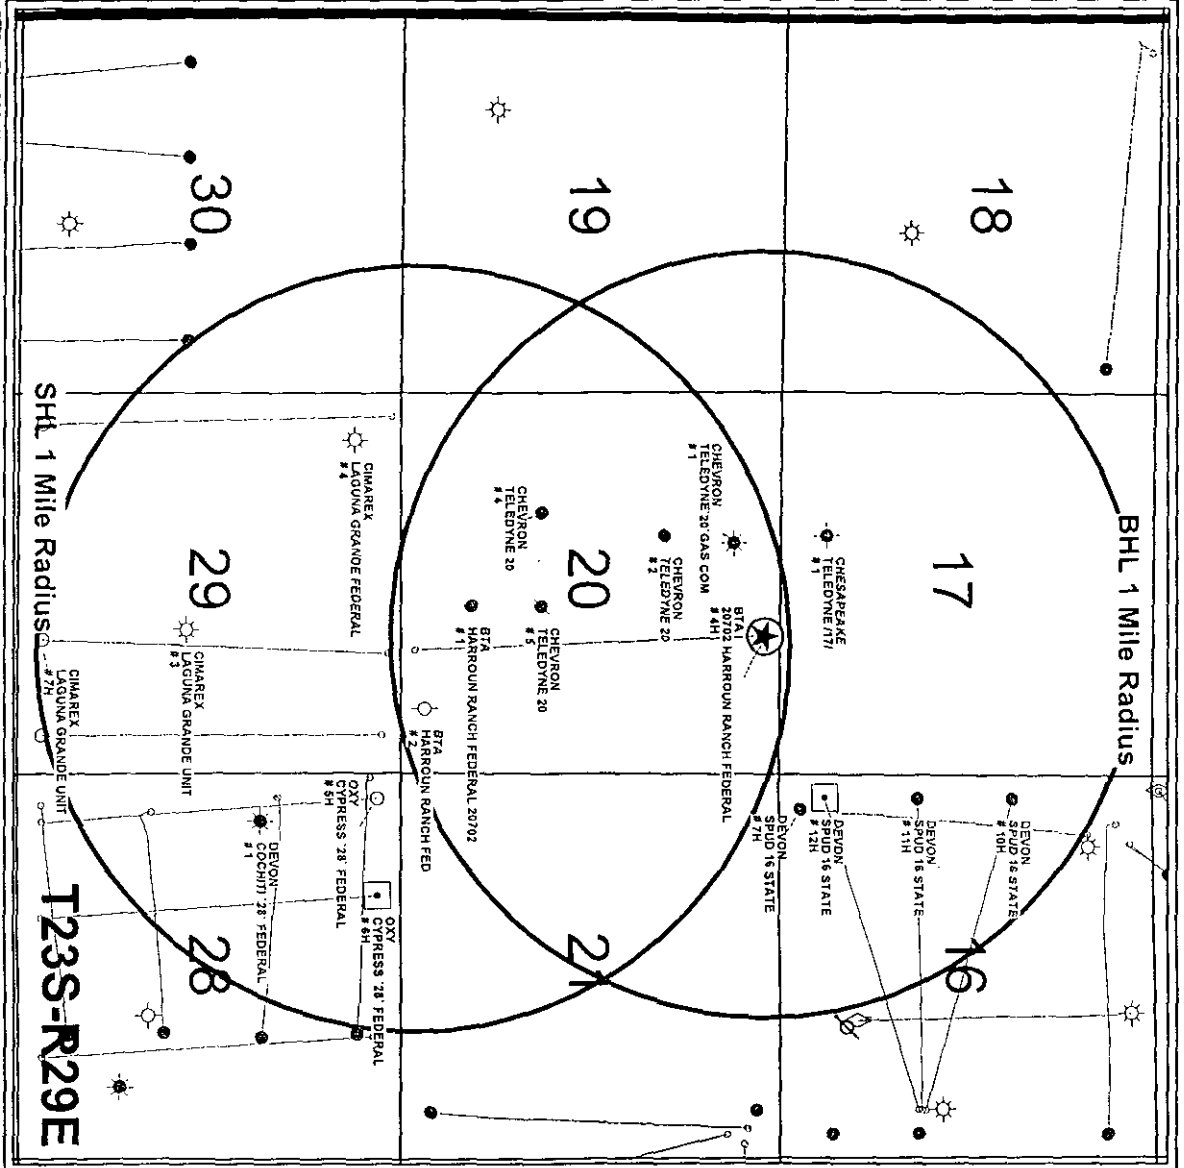 18
17
16
19
20
21
30
29
28
BHL 1 Mile Radius
SHL 1 Mile Radius
T23S-R29E
CHESAPEAKE
TELEDYNE /17/
#1
CHEVRON
TELEDYNE '20' GAS COM
#1
CHEVRON
TELEDYNE 20
#2
CHEVRON
TELEDYNE 20
#4
CHEVRON
TELEDYNE 20
#5
20702 HARROUN RANCH FEDERAL
#4H
BTA
HARROUN RANCH FEDERAL 20702
#1
BTA
HARROUN RANCH FED
#2
DEVON
SPUD 16 STATE
#10H
DEVON
SPUD 16 STATE
#11H
DEVON
SPUD 16 STATE
#12H
DEVON
SPUD 16 STATE
#7H
CIMAREX
LAGUNA GRANDE FEDERAL
#4
CIMAREX
LAGUNA GRANDE UNIT
#3
CIMAREX
LAGUNA GRANDE UNIT
#7H
OXY
CYPRESS '28' FEDERAL
#5H
OXY
CYPRESS '28' FEDERAL
#6H
DEVON
COCHITI '28' FEDERAL
#1